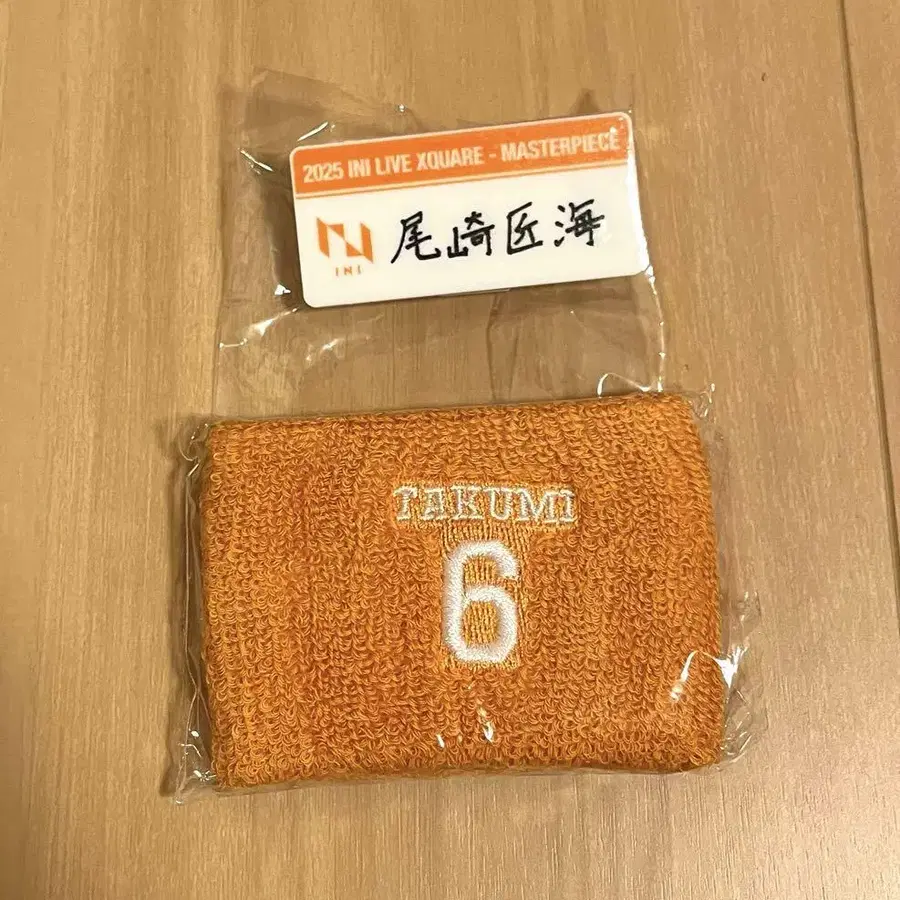 2025 INI LIVE XQUARE - MASTERPIECE
INI
尾崎匠海
TAKUMI
6